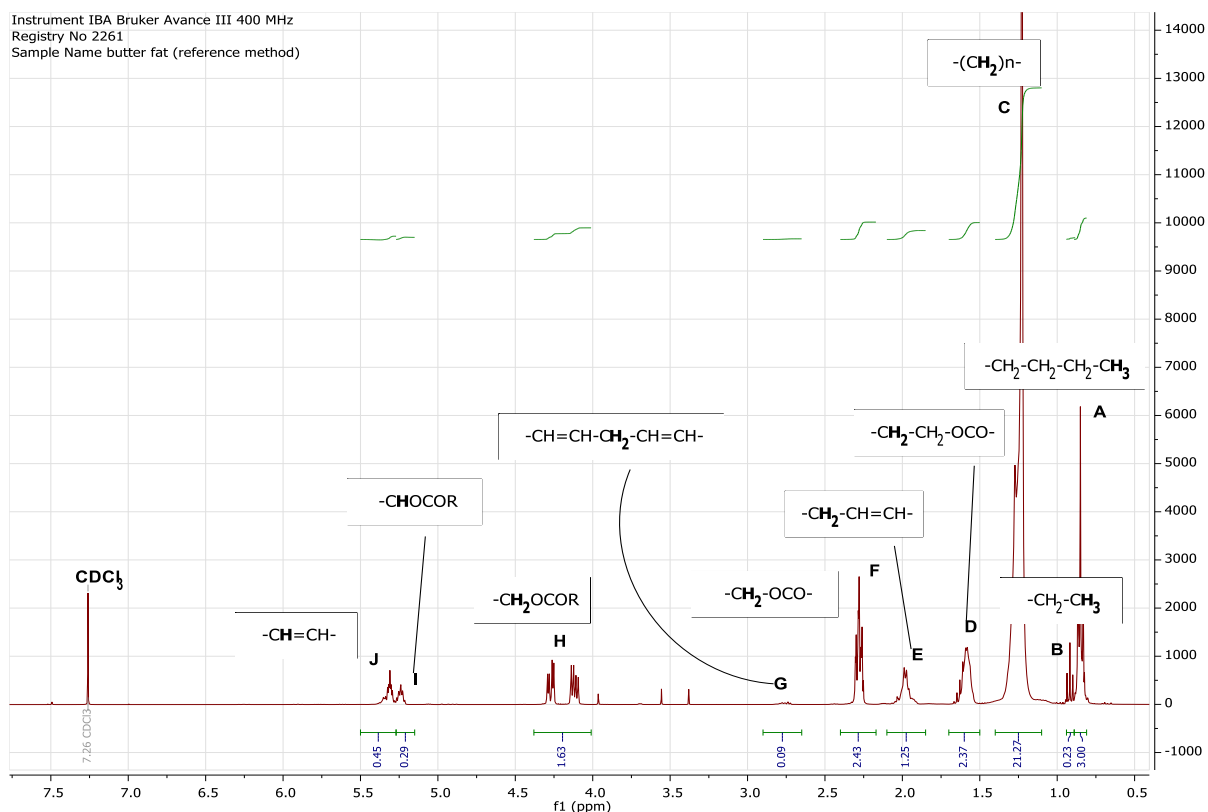 Instrument IBA Bruker Avance III 400 MHz
Registry No 2261
Sample Name butter fat (reference method)
-(CH₂)n-
C
-CH₂-CH₂-CH₂-CH₃
A
-CH=CH-CH₂-CH=CH-
-CH₂-CH₂-OCO-
-CHOCOR
-CH₂-CH=CH-
CDCl₃
-CH₂OCOR
-CH₂-OCO-
F
-CH₂-CH₃
-CH=CH-
J
I
H
G
E
D
B
14000
13000
12000
11000
10000
9000
8000
7000
6000
5000
4000
3000
2000
1000
0
-1000
7.26 CDCl3
0.45
0.29
1.63
0.09
2.43
1.25
2.37
21.27
0.23
3.00
7.5 7.0 6.5 6.0 5.5 5.0 4.5 4.0 3.5 3.0 2.5 2.0 1.5 1.0 0.5
f1 (ppm)